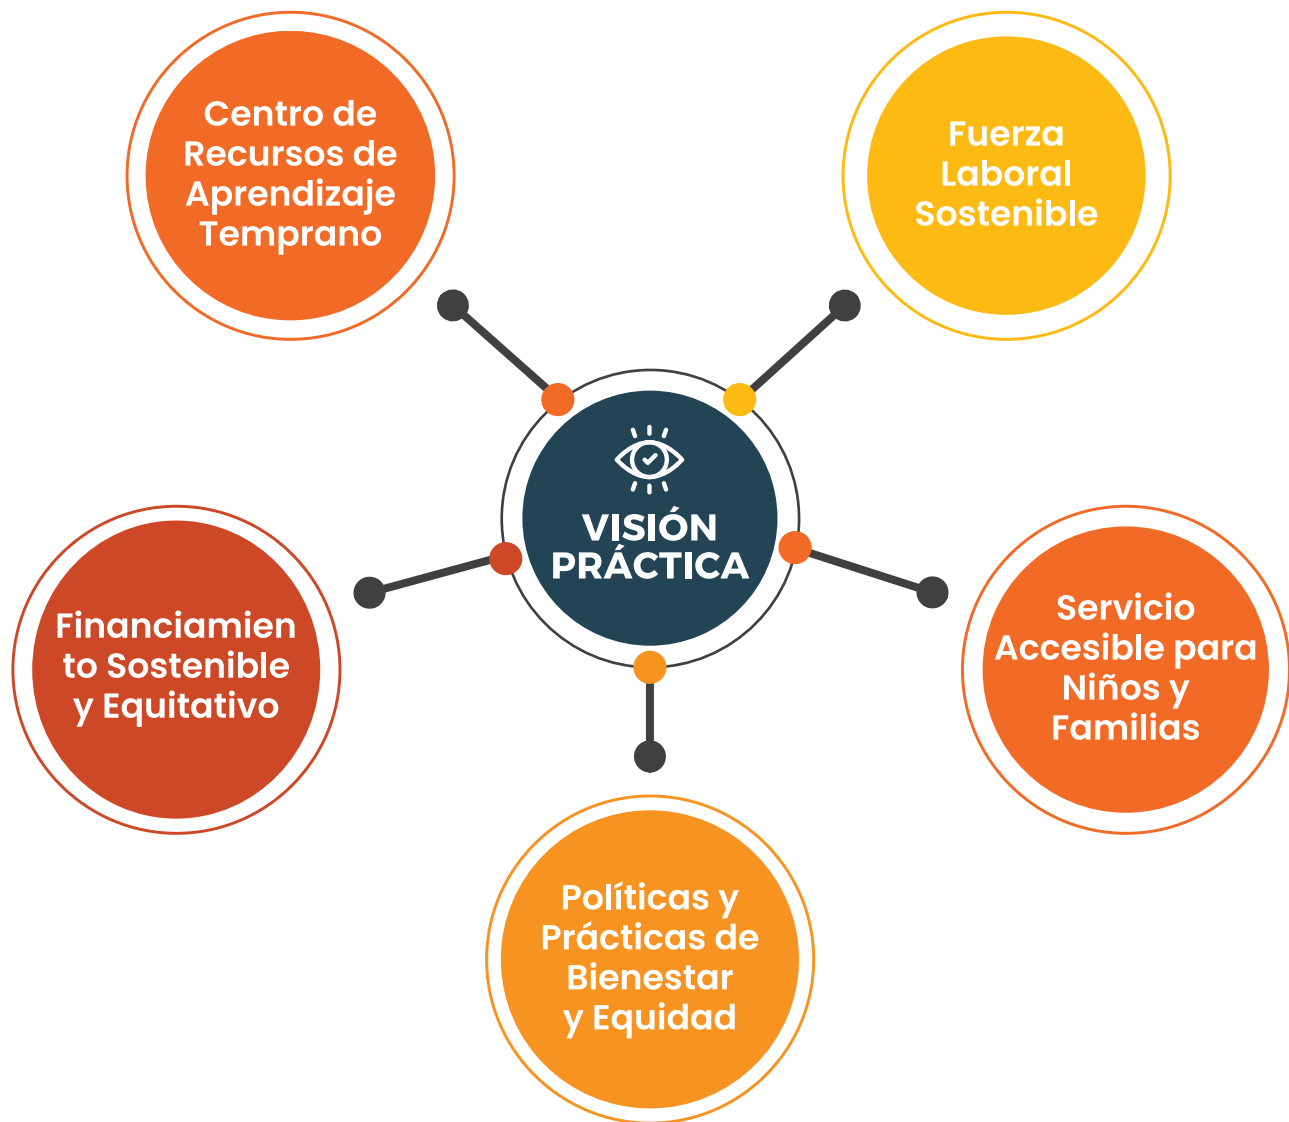 Centro de
Recursos de
Aprendizaje
Temprano
Fuerza
Laboral
Sostenible
VISIÓN
PRÁCTICA
Financiamien
to Sostenible
y Equitativo
Servicio
Accesible para
Niños y
Familias
Políticas y
Prácticas de
Bienestar
y Equidad